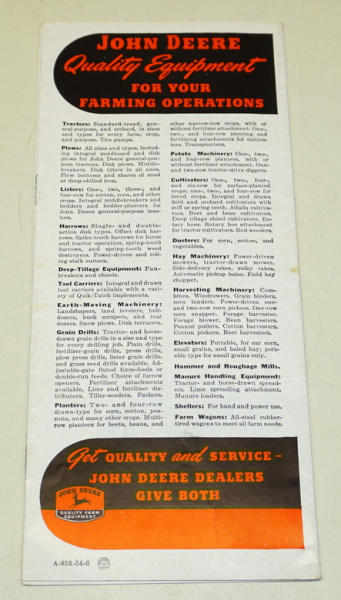 JOHN DEERE
Quality Equipment
FOR YOUR
FARMING OPERATIONS
Tractors: Standard-tread, gen-
eral-purpose, and orchard, in sizes
and types for every farm, crop,
and purpose. Tire pumps.
Plows: All sizes and types, includ-
ing integral moldboard and disk
plows for John Deere general-pur-
pose tractors. Disk plows. Middle-
breakers. Disk tillers in all sizes.
Plow bottoms and shares of steel
or deep-chilled iron.
Listers: One-, two, three-, and
four-row for cotton, corn, and other
crops. Integral middlebreakers and
bedders and bedder-planters for
John Deere general-purpose trac-
tors.
Harrows: Single- and double-
action disk types. Offset disk har-
rows. Spike-tooth harrows for horse
and tractor operation, spring-tooth
harrows, and spring-tooth weed
destroyers. Power-driven and roll-
ing stalk cutters.
Deep-Tillage Equipment: Pan-
breakers and chisels.
Tool Carriers: Integral and drawn
tool carriers available with a vari-
ety of Quik-Tatch implements.
Earth-Moving Machinery:
Landshapers, land levelers, bull-
dozers, buck scrapers, and rear
dozers. Snow plows. Disk terracers.
Grain Drills: Tractor- and horse-
drawn grain drills in a size and type
for every drilling job. Plain drills,
fertilizer-grain drills, press drills,
plow press drills, lister grain drills,
and grass seed drills available. Ad-
justable-gate fluted force-feeds or
double-run feeds. Choice of furrow
openers. Fertilizer attachments
available. Lime and fertilizer dis-
tributors. Tiller-seeders. Packers.
Planters: Two- and four-row
drawn-type for corn, cotton, pea-
nuts, and many other crops. Multi-
row planters for beets, beans, and
other narrow-row crops, with or
without fertilizer attachment. One-,
two-, and four-row planting and
fertilizing attachments for cultiva-
tors. Transplanters.
Potato Machinery: One-, two-,
and four-row planters, with or
without fertilizer attachment. One-
and two-row tractor-drive diggers.
Cultivators: One-, two-, four-,
and six-row for surface-planted
crops; one-, two-, and four-row for
listed crops. Integral and drawn
field and orchard cultivators with
stiff or spring teeth. Alfalfa cultiva-
tors. Beet and bean cultivators.
Deep tillage chisel cultivators. Ro-
tary hoes. Rotary hoe attachment
for tractor cultivators. Rod weeders.
Dusters: For corn, cotton, and
vegetables.
Hay Machinery: Power-driven
mowers, tractor-drawn mower,
Side-delivery rakes, sulky rakes.
Automatic pickup baler, Field hay
chopper.
Harvesting Machinery: Com-
bines. Windrowers. Grain binders,
corn binders. Power-driven one-
and two-row corn pickers. One-row
corn snapper. Forage harvester.
Forage blower. Bean harvesters.
Peanut pullers. Cotton harvesters.
Cotton pickers. Beet harvesters.
Elevators: Portable, for ear corn,
small grains, and baled hay; port-
able type for small grains only.
Hammer and Roughage Mills.
Manure Handling Equipment:
Tractor- and horse-drawn spread-
ers. Lime spreading attachment,
Manure loaders.
Shellers: For hand and power use.
Farm Wagons: All-steel rubber-
tired wagons to meet all farm needs.
Get QUALITY and SERVICE-
JOHN DEERE DEALERS
GIVE BOTH
JOHN DEERE
QUALITY FARM
EQUIPMENT
A-853-54-6